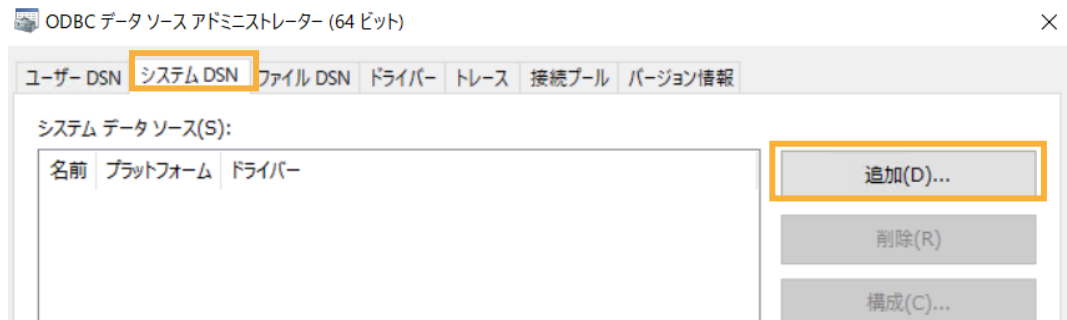 ODBC データ ソース アドミニストレーター (64 ビット)
ユーザー DSN システム DSN ファイル DSN ドライバー トレース 接続プール バージョン情報
システム データ ソース(S):
名前 プラットフォーム ドライバー
追加(D)...
削除(R)
構成(C)...